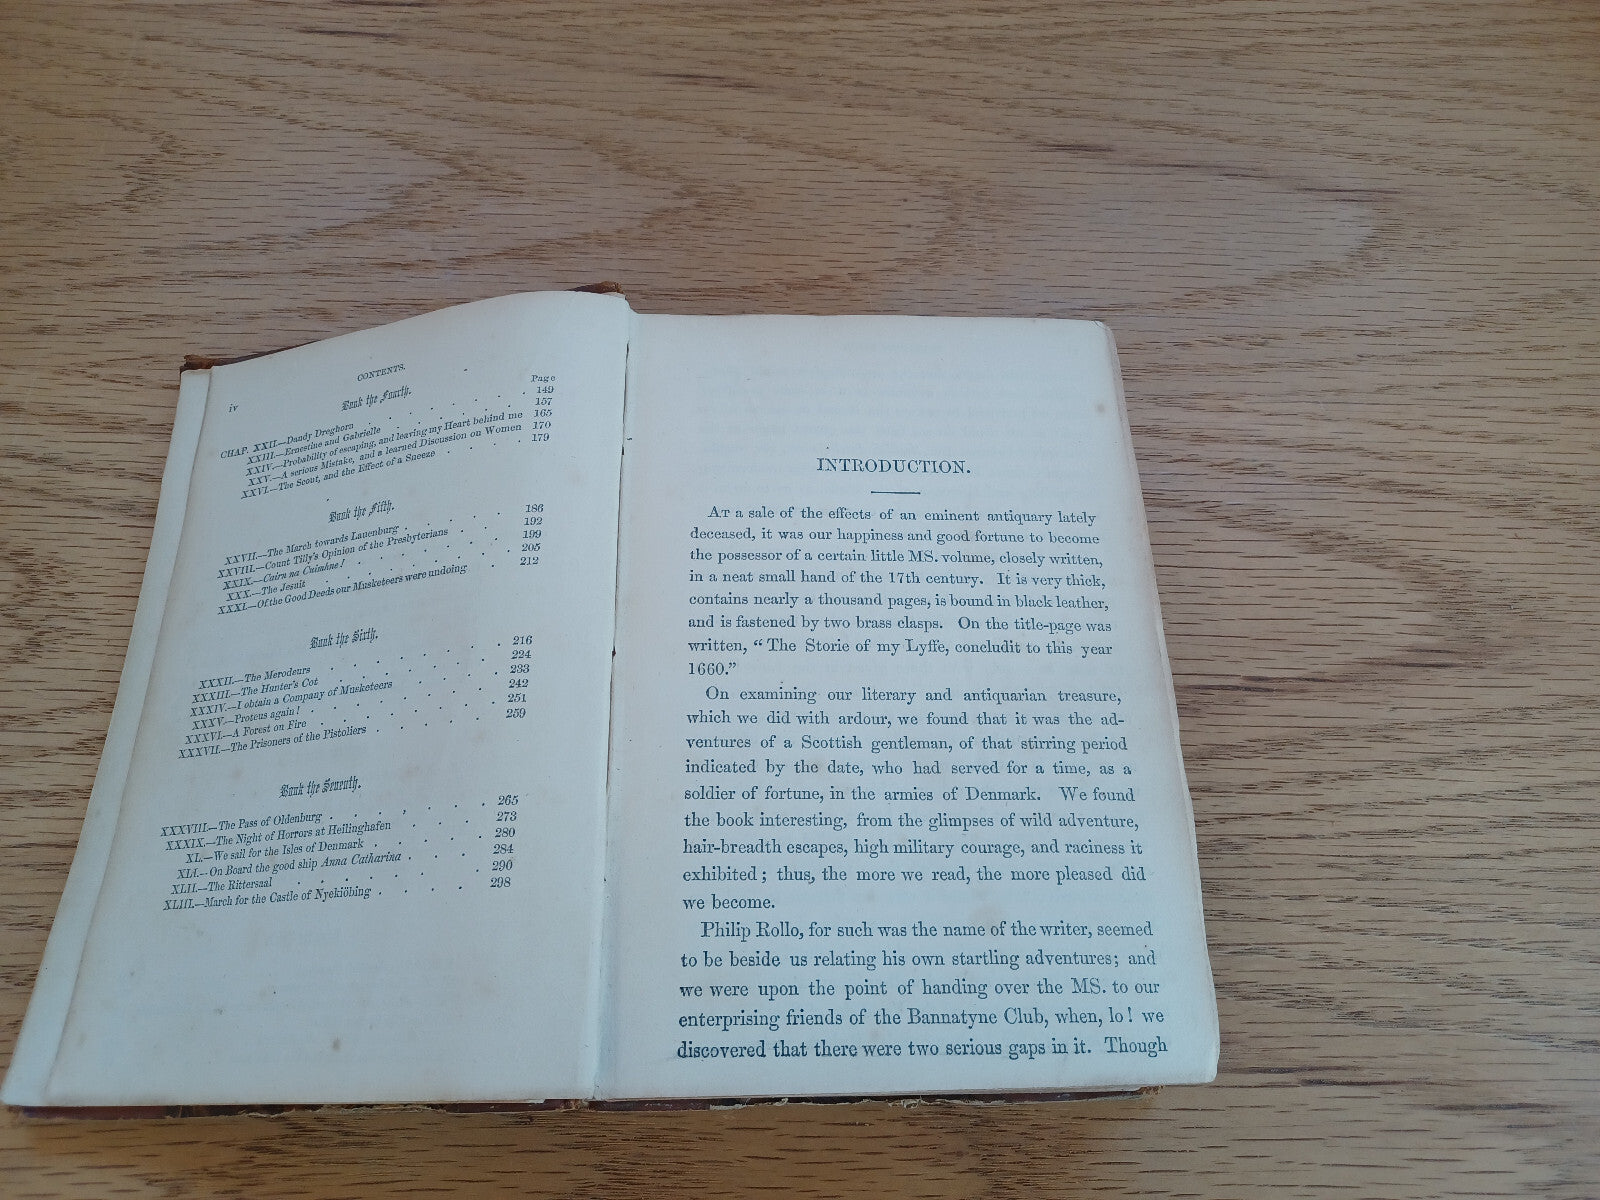 iv
CONTENTS.
Book the Fourth.
Page
CHAP. XXII.—Dandy Dreghorn . . . . . . . 149
XXIII.—Ernestine and Gabrielle . . . . . . 157
XXIV.—Probability of escaping, and leaving my Heart behind me 165
XXV.—A serious Mistake, and a learned Discussion on Women 170
XXVI.—The Scout, and the Effect of a Sneeze . . . . 179
Book the Fifth.
XXVII.—The March towards Lauenburg . . . . . 186
XXVIII.—Count Tilly's Opinion of the Presbyterians . . . 192
XXIX.—Cairn na Cuimhne! . . . . . . . 199
XXX.—The Jesuit . . . . . . . . 205
XXXI.—Of the Good Deeds our Musketeers were undoing . . 212
Book the Sixth.
XXXII.—The Merodeurs . . . . . . . 216
XXXIII.—The Hunter's Cot . . . . . . . 224
XXXIV.—I obtain a Company of Musketeers . . . . 233
XXXV.—Proteus again! . . . . . . . 242
XXXVI.—A Forest on Fire . . . . . . . 251
XXXVII.—The Prisoners of the Pistoliers . . . . . 259
Book the Seventh.
XXXVIII.—The Pass of Oldenburg . . . . . . 265
XXXIX.—The Night of Horrors at Heilinghafen . . . . 273
XL.—We sail for the Isles of Denmark . . . . . 280
XLI.—On Board the good ship Anna Catharina . . . . 284
XLII.—The Rittersaal . . . . . . . 290
XLIII.—March for the Castle of Nyekiöbing . . . . 298
INTRODUCTION.
AT a sale of the effects of an eminent antiquary lately
deceased, it was our happiness and good fortune to become
the possessor of a certain little MS. volume, closely written,
in a neat small hand of the 17th century. It is very thick,
contains nearly a thousand pages, is bound in black leather,
and is fastened by two brass clasps. On the title-page was
written, "The Storie of my Lyffe, concludit to this year
1660."
On examining our literary and antiquarian treasure,
which we did with ardour, we found that it was the ad-
ventures of a Scottish gentleman, of that stirring period
indicated by the date, who had served for a time, as a
soldier of fortune, in the armies of Denmark. We found
the book interesting, from the glimpses of wild adventure,
hair-breadth escapes, high military courage, and raciness it
exhibited; thus, the more we read, the more pleased did
we become.
Philip Rollo, for such was the name of the writer, seemed
to be beside us relating his own startling adventures; and
we were upon the point of handing over the MS. to our
enterprising friends of the Bannatyne Club, when, lo! we
discovered that there were two serious gaps in it. Though